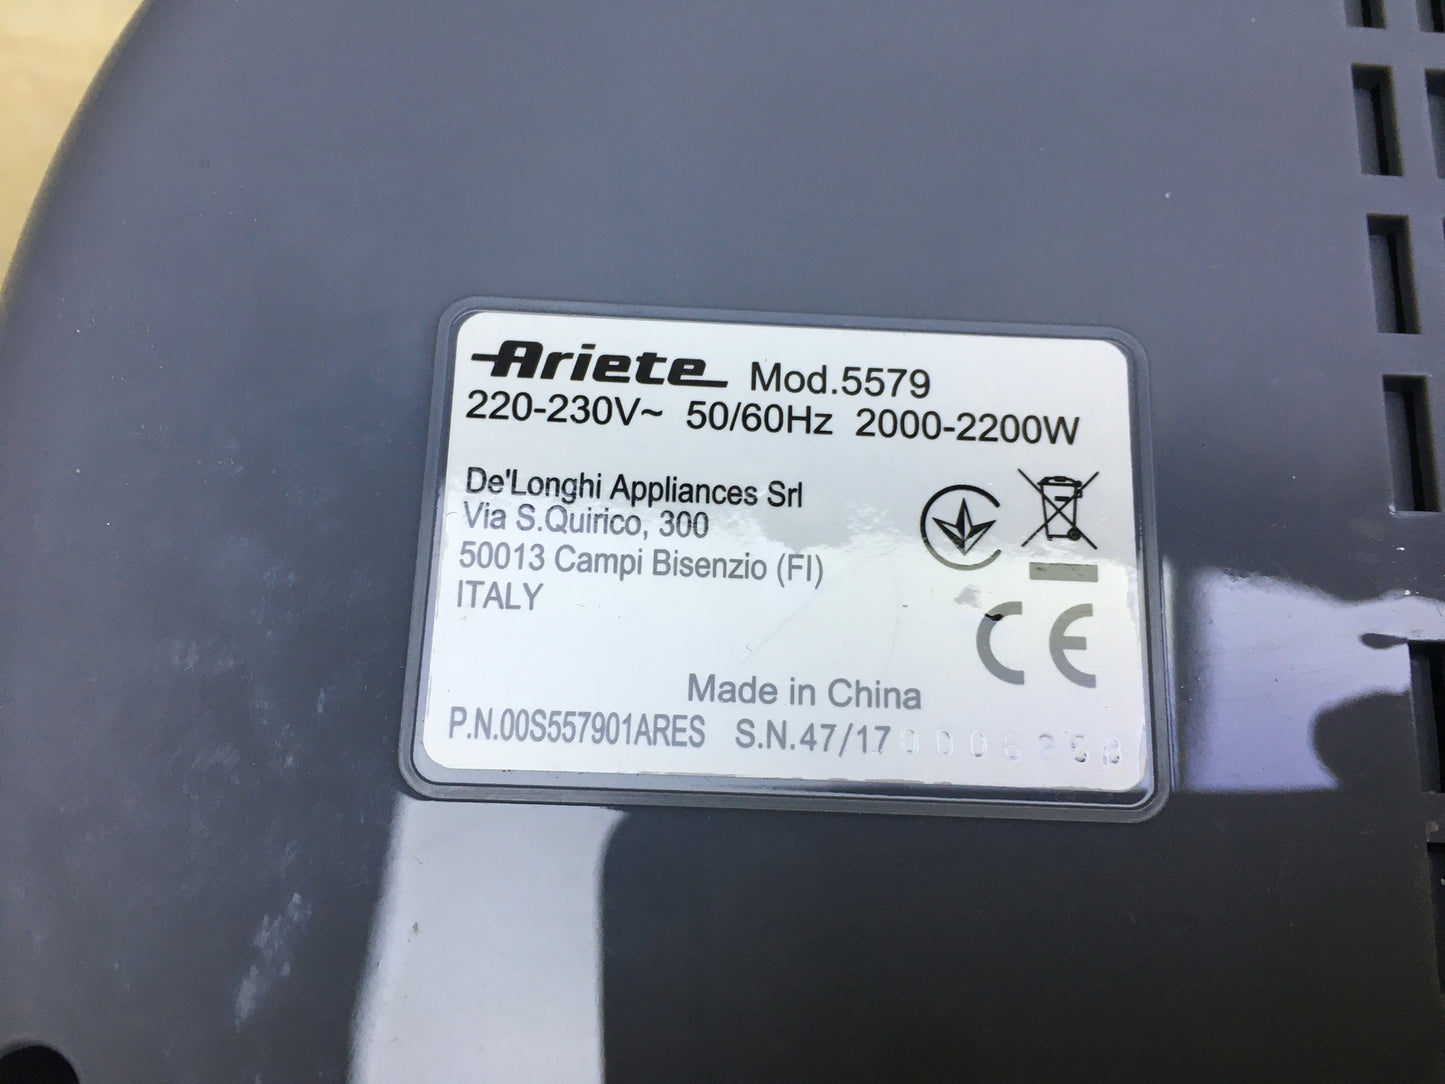 Ariete Mod.5579
220-230V~ 50/60Hz 2000-2200W
De'Longhi Appliances Srl
Via S.Quirico, 300
50013 Campi Bisenzio (FI)
ITALY
CE
Made in China
P.N.00S557901ARES S.N.47/17